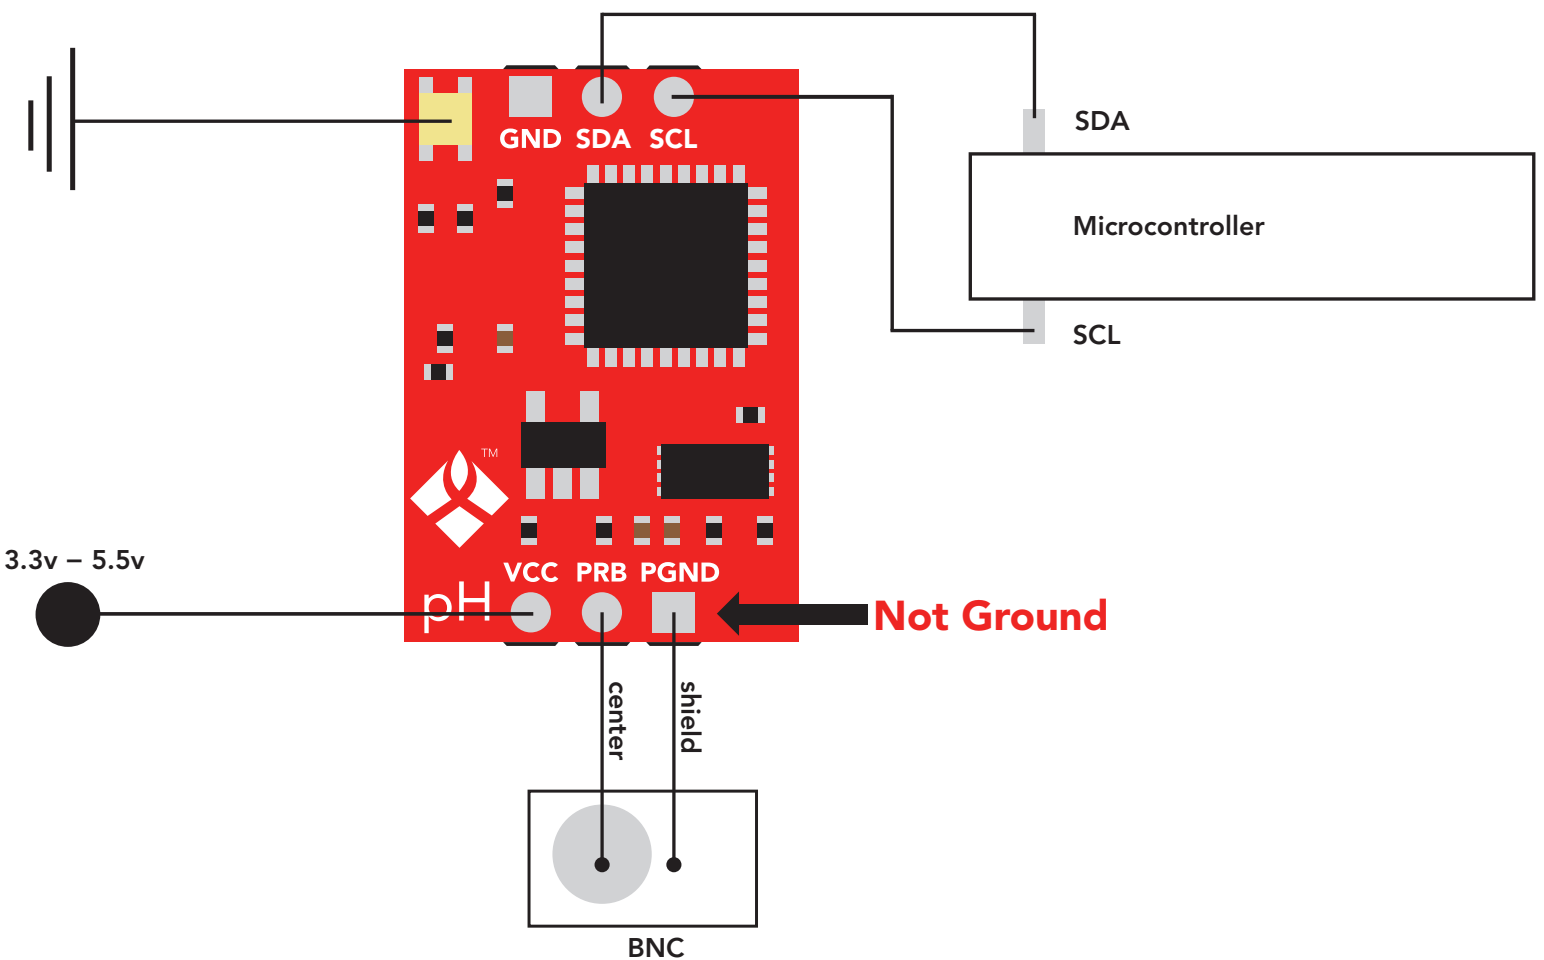 SDA
GND SDA SCL
Microcontroller
SCL
TM
3.3v – 5.5v
VCC PRB PGND
pH
Not Ground
center
shield
BNC